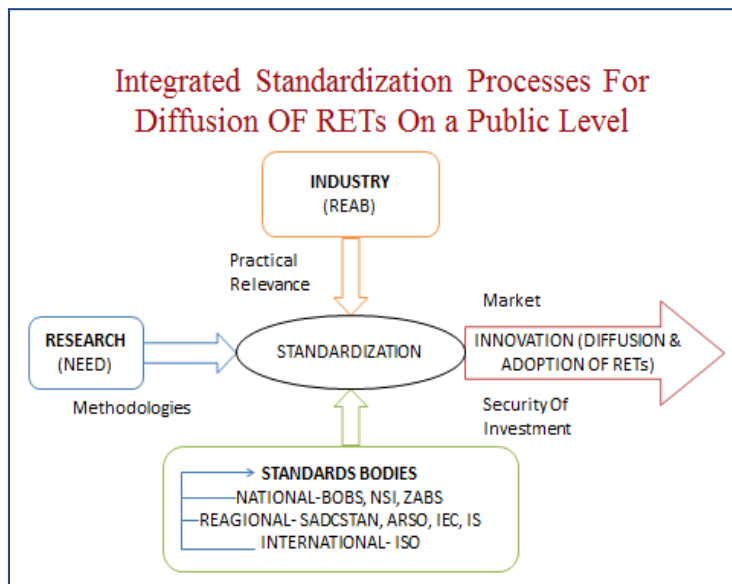 Integrated Standardization Processes For
Diffusion OF RETs On a Public Level
INDUSTRY
(REAB)
Practical
Relevance
Market
RESEARCH
(NEED)
STANDARDIZATION
INNOVATION (DIFFUSION &
ADOPTION OF RETs)
Methodologies
Security Of
Investment
STANDARDS BODIES
NATIONAL-BOBS, NSI, ZABS
REAGIONAL- SADCSTAN, ARSO, IEC, IS
INTERNATIONAL- ISO